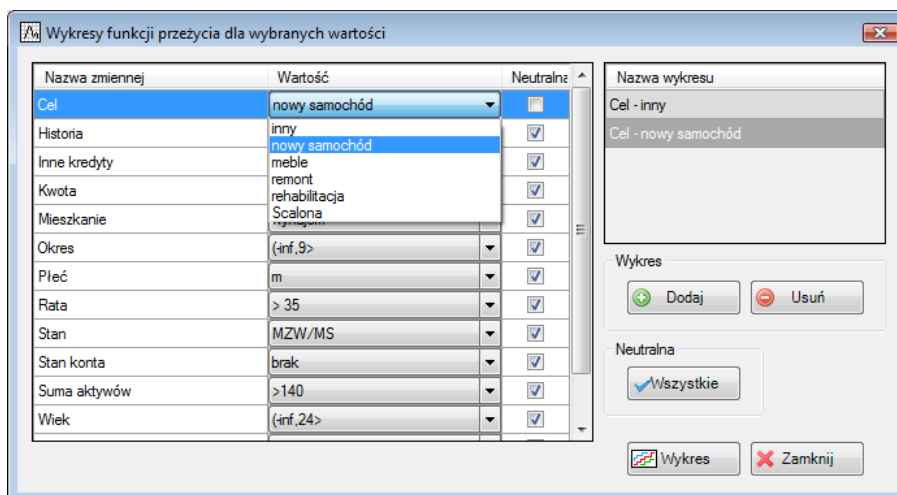 Wykresy funkcji przeżycia dla wybranych wartości
Nazwa zmiennej Wartość Neutralna
Cel nowy samochód
inny
nowy samochód
meble
remont
rehabilitacja
Scalona
Historia
Inne kredyty
Kwota
Mieszkanie
Okres (-inf,9>
Płeć m
Rata > 35
Stan MZW/MS
Stan konta brak
Suma aktywów >140
Wiek (-inf,24>
Nazwa wykresu
Cel - inny
Cel - nowy samochód
Wykres
Dodaj Usuń
Neutralna
Wszystkie
Wykres Zamknij